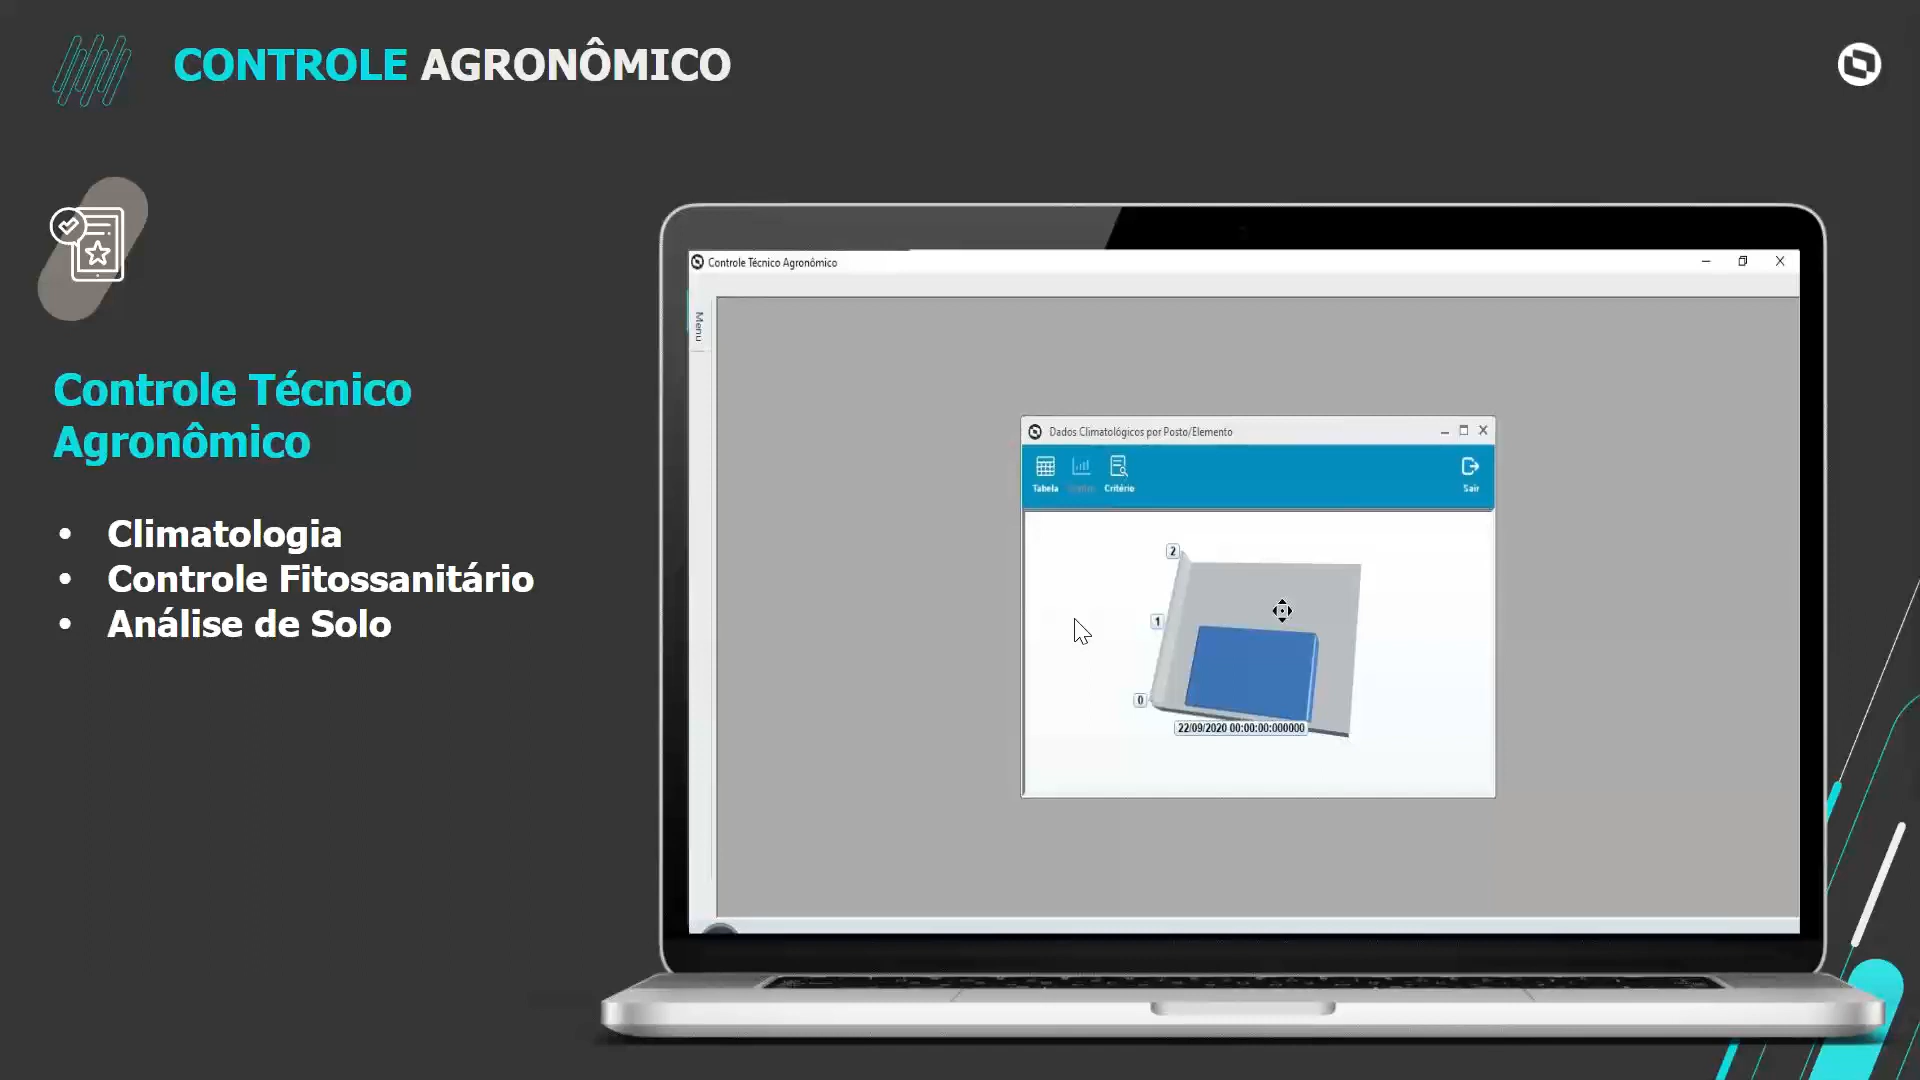 CONTROLE AGRONÔMICO
Controle Técnico
Agronômico
• Climatologia
• Controle Fitossanitário
• Análise de Solo
Controle Técnico Agronômico
Menu
Dados Climatológicos por Posto/Elemento
Tabela
Critério
Sair
2
1
0
22/09/2020 00:00:00:000000